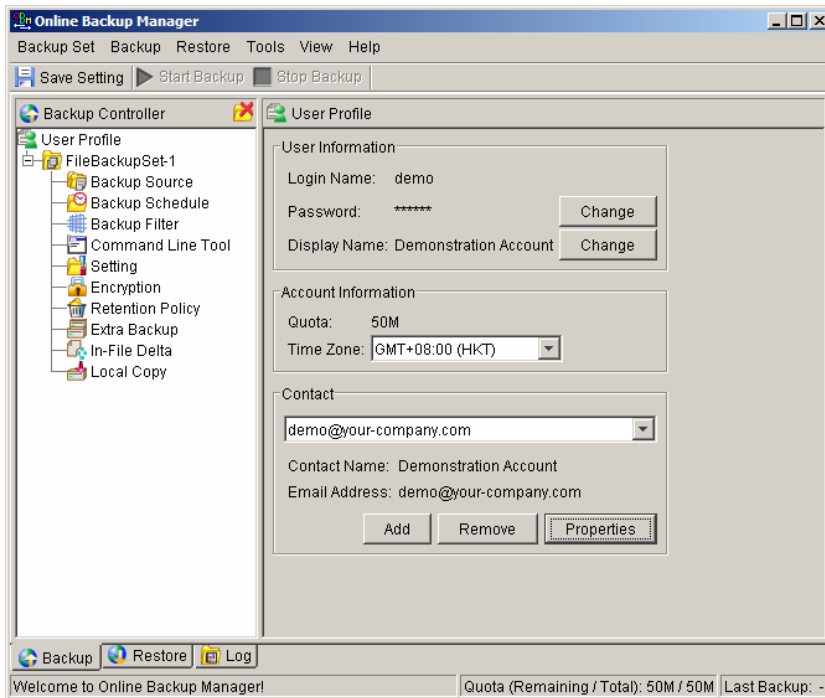 Online Backup Manager
Backup Set Backup Restore Tools View Help
Save Setting Start Backup Stop Backup
Backup Controller
User Profile
FileBackupSet-1
Backup Source
Backup Schedule
Backup Filter
Command Line Tool
Setting
Encryption
Retention Policy
Extra Backup
In-File Delta
Local Copy
User Profile
User Information
Login Name: demo
Password: ****** Change
Display Name: Demonstration Account Change
Account Information
Quota: 50M
Time Zone: GMT+08:00 (HKT)
Contact
demo@your-company.com
Contact Name: Demonstration Account
Email Address: demo@your-company.com
Add Remove Properties
Backup Restore Log
Welcome to Online Backup Manager! Quota (Remaining / Total): 50M / 50M Last Backup: -